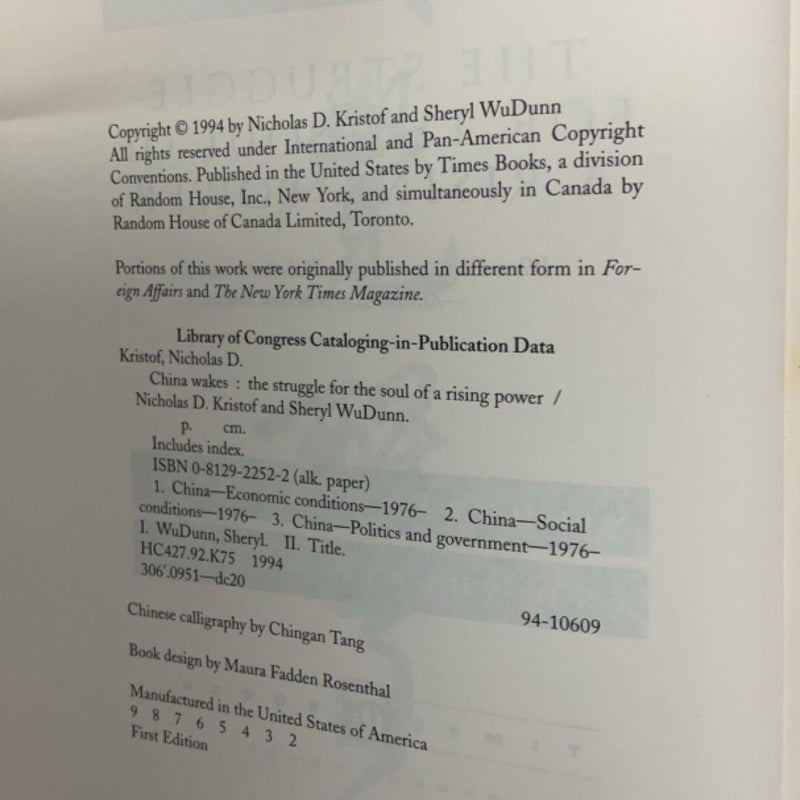 Copyright © 1994 by Nicholas D. Kristof and Sheryl WuDunn
All rights reserved under International and Pan-American Copyright
Conventions. Published in the United States by Times Books, a division
of Random House, Inc., New York, and simultaneously in Canada by
Random House of Canada Limited, Toronto.
Portions of this work were originally published in different form in For-
eign Affairs and The New York Times Magazine.
Library of Congress Cataloging-in-Publication Data
Kristof, Nicholas D.
China wakes : the struggle for the soul of a rising power /
Nicholas D. Kristof and Sheryl WuDunn.
p. cm.
Includes index.
ISBN 0-8129-2252-2 (alk. paper)
1. China—Economic conditions—1976– 2. China—Social
conditions—1976– 3. China—Politics and government—1976–
I. WuDunn, Sheryl. II. Title.
HC427.92.K75 1994
306'.0951—dc20
94-10609
Chinese calligraphy by Chingan Tang
Book design by Maura Fadden Rosenthal
Manufactured in the United States of America
9 8 7 6 5 4 3 2
First Edition